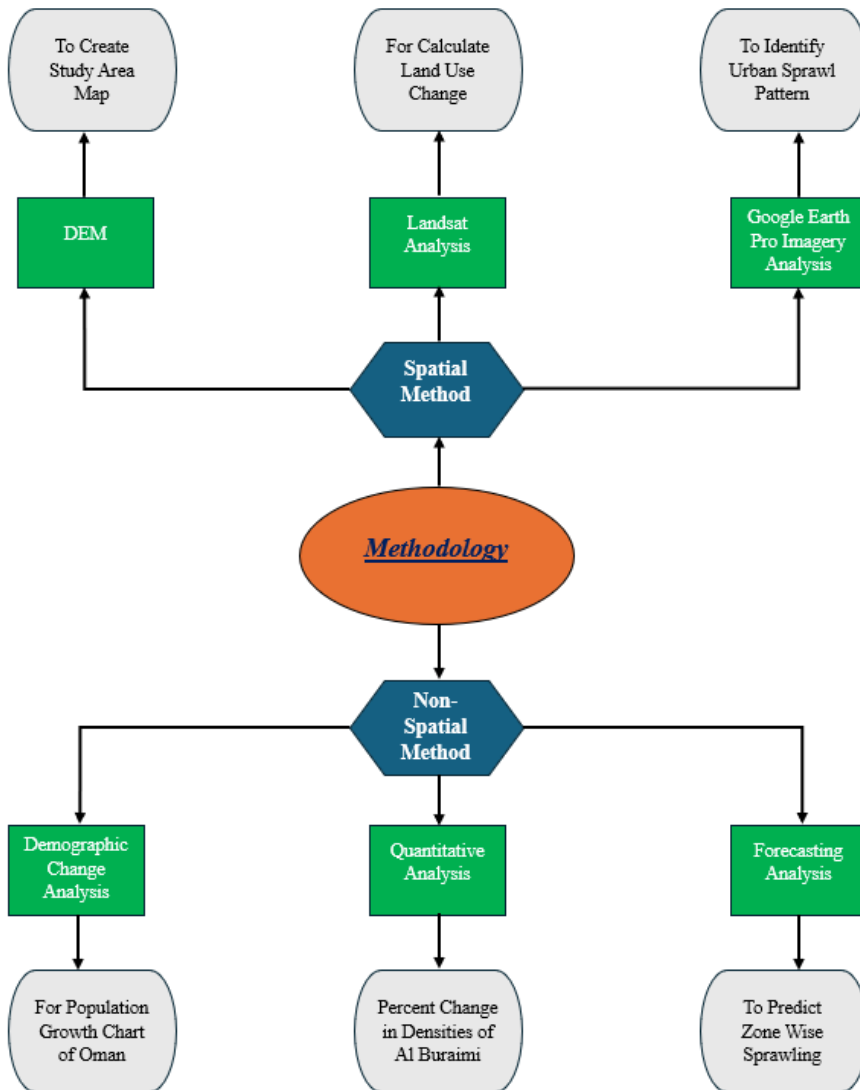 To Create
Study Area
Map
For Calculate
Land Use
Change
To Identify
Urban Sprawl
Pattern
DEM
Landsat
Analysis
Google Earth
Pro Imagery
Analysis
Spatial
Method
Methodology
Non-
Spatial
Method
Demographic
Change
Analysis
Quantitative
Analysis
Forecasting
Analysis
For Population
Growth Chart
of Oman
Percent Change
in Densities of
Al Buraimi
To Predict
Zone Wise
Sprawling